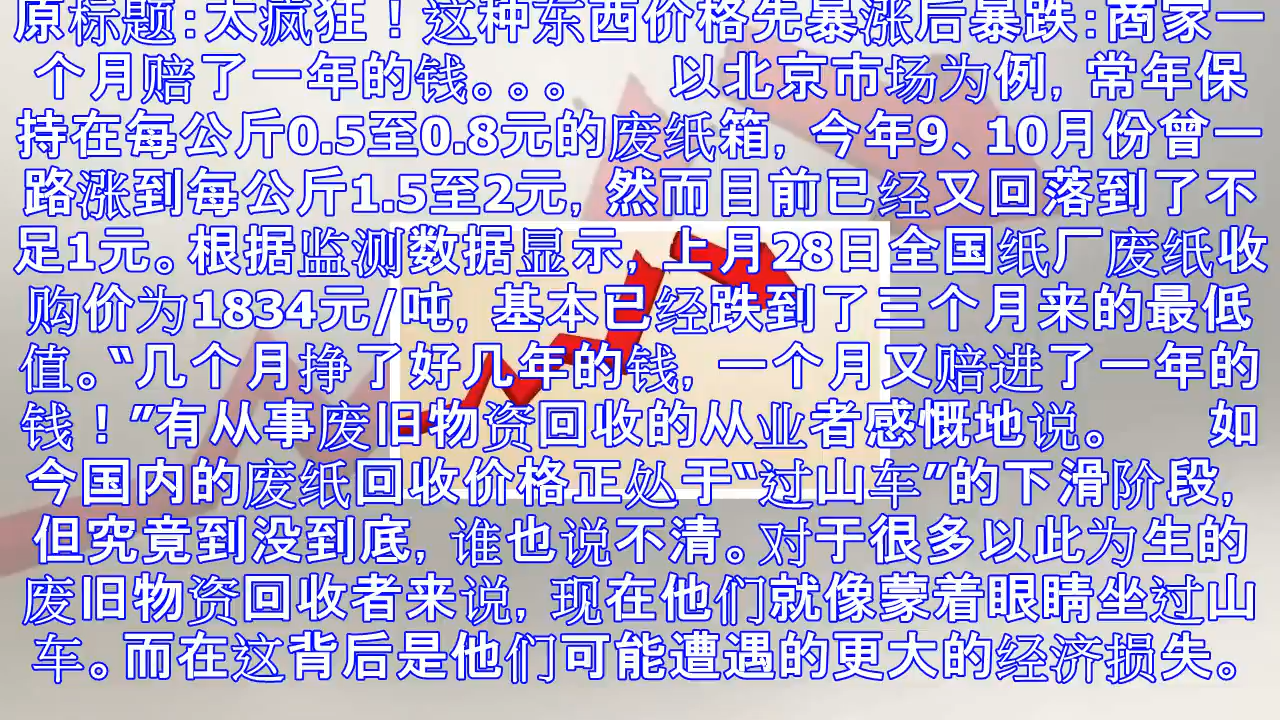 原标题:太疯狂！这种东西价格先暴涨后暴跌:商家一
个月赔了一年的钱。。。　　以北京市场为例,常年保
持在每公斤0.5至0.8元的废纸箱,今年9、10月份曾一
路涨到每公斤1.5至2元,然而目前已经又回落到了不
足1元。根据监测数据显示,上月28日全国纸厂废纸收
购价为1834元/吨,基本已经跌到了三个月来的最低
值。“几个月挣了好几年的钱,一个月又赔进了一年的
钱！”有从事废旧物资回收的从业者感慨地说。　　如
今国内的废纸回收价格正处于“过山车”的下滑阶段,
但究竟到没到底,谁也说不清。对于很多以此为生的
废旧物资回收者来说,现在他们就像蒙着眼睛坐过山
车。而在这背后是他们可能遭遇的更大的经济损失。